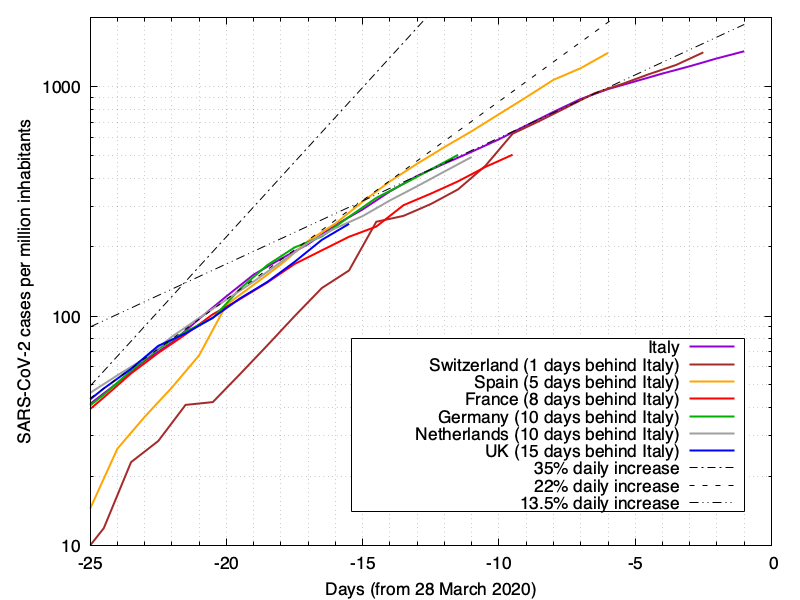 SARS-CoV-2 cases per million inhabitants
1000
100
10
Italy
Switzerland (1 days behind Italy)
Spain (5 days behind Italy)
France (8 days behind Italy)
Germany (10 days behind Italy)
Netherlands (10 days behind Italy)
UK (15 days behind Italy)
35% daily increase
22% daily increase
13.5% daily increase
-25 -20 -15 -10 -5 0
Days (from 28 March 2020)